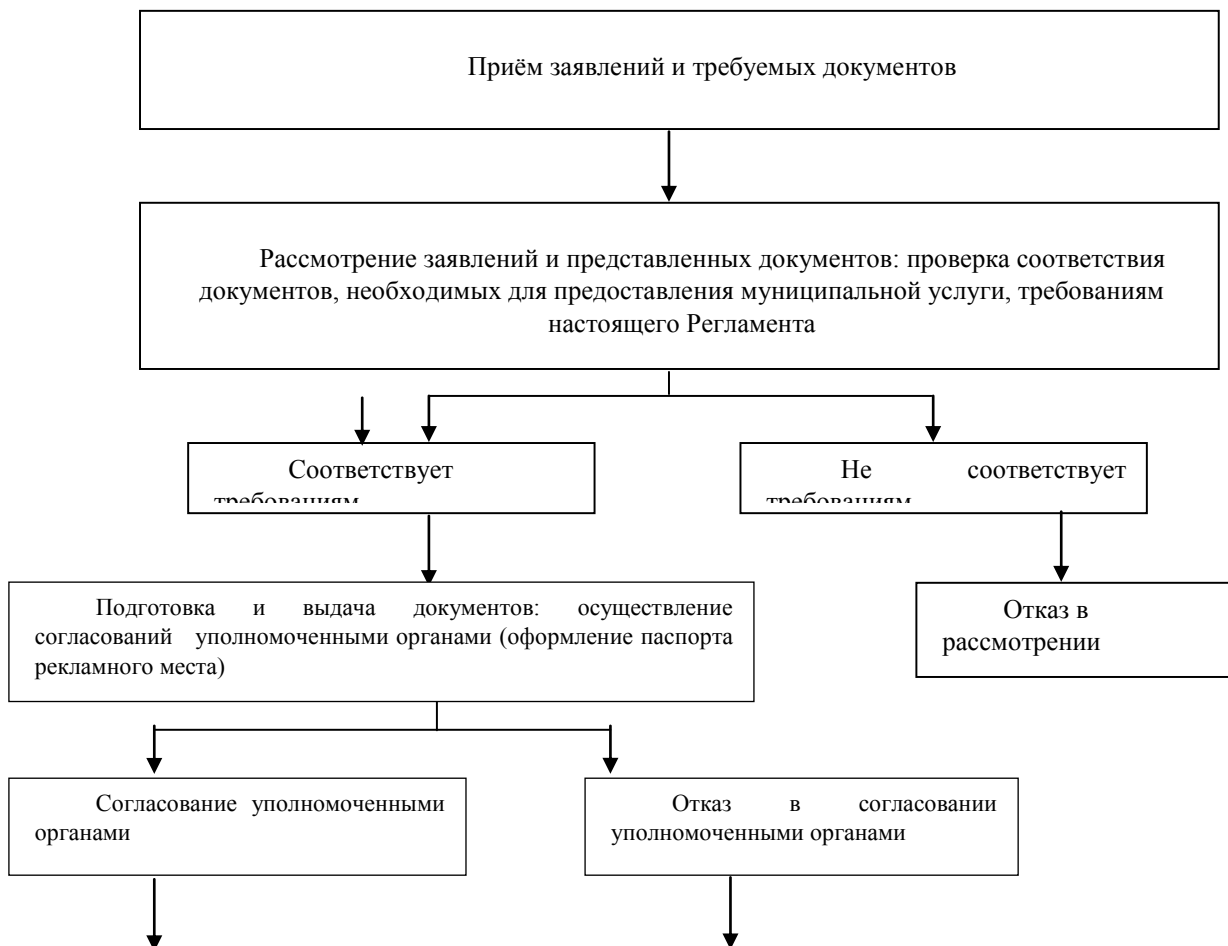 Приём заявлений и требуемых документов
Рассмотрение заявлений и представленных документов: проверка соответствия
документов, необходимых для предоставления муниципальной услуги, требованиям
настоящего Регламента
Соответствует
требованиям
Не соответствует
требованиям
Подготовка и выдача документов: осуществление
согласований уполномоченными органами (оформление паспорта
рекламного места)
Отказ в
рассмотрении
Согласование уполномоченными
органами
Отказ в согласовании
уполномоченными органами